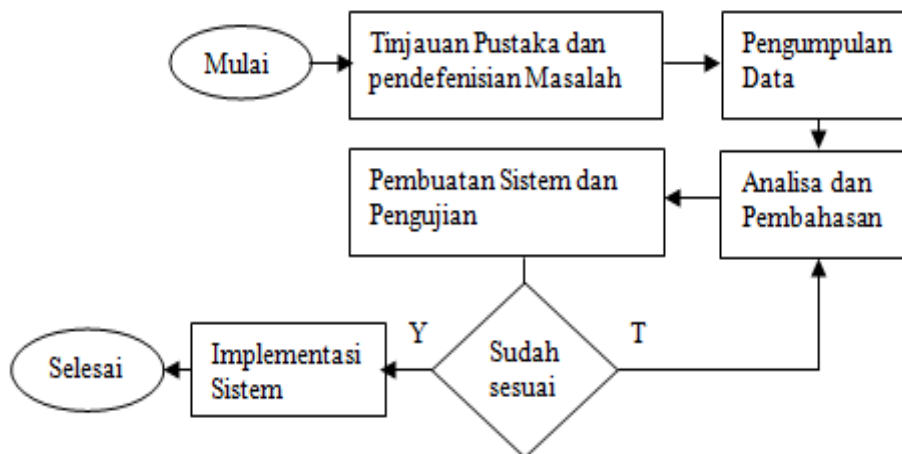 Mulai
Tinjauan Pustaka dan
pendefenisian Masalah
Pengumpulan
Data
Analisa dan
Pembahasan
Pembuatan Sistem dan
Pengujian
Sudah
sesuai
Y
T
Implementasi
Sistem
Selesai